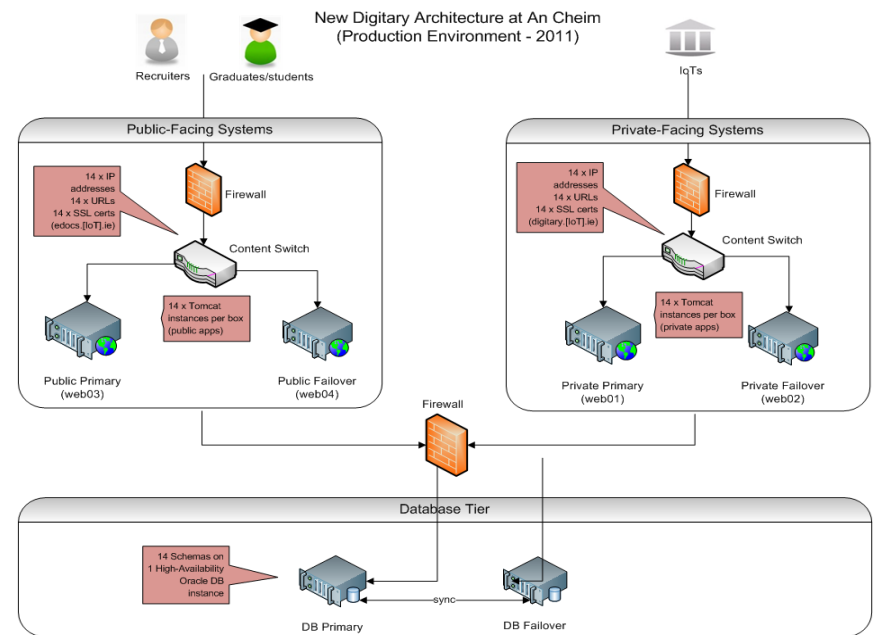 New Digitary Architecture at An Cheim
(Production Environment - 2011)
Recruiters
Graduates/students
IoTs
Public-Facing Systems
14 x IP
addresses
14 x URLs
14 x SSL certs
(edocs.[IoT].ie)
Firewall
Content Switch
14 x Tomcat
instances per box
(public apps)
Public Primary
(web03)
Public Failover
(web04)
Private-Facing Systems
14 x IP
addresses
14 x URLs
14 x SSL certs
(digitary.[IoT].ie)
Firewall
Content Switch
14 x Tomcat
instances per box
(private apps)
Private Primary
(web01)
Private Failover
(web02)
Firewall
Database Tier
14 Schemas on
1 High-Availability
Oracle DB
instance
sync
DB Primary
DB Failover